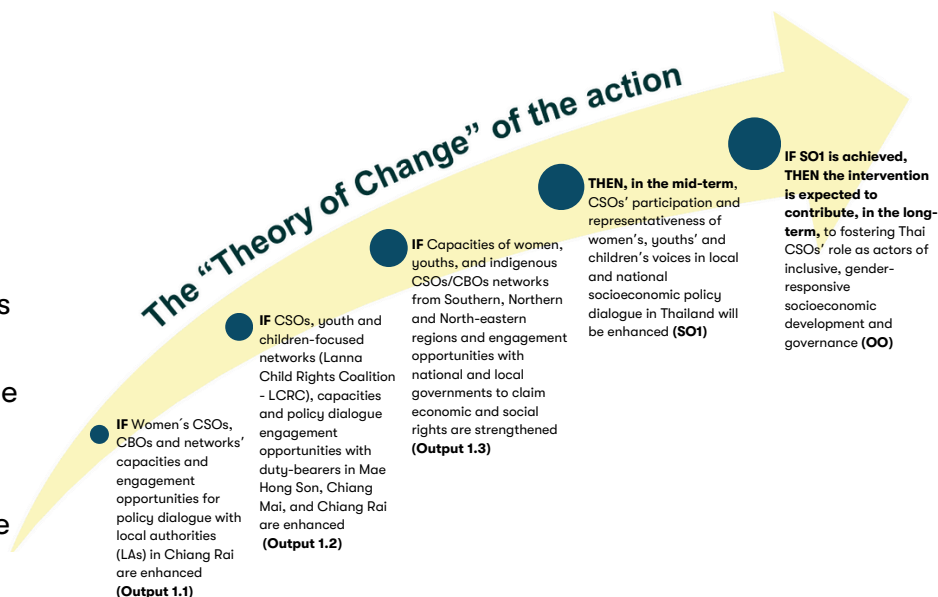 The “Theory of Change” of the action
s
e
e
IF Women´s CSOs,
CBOs and networks’
capacities and
engagement
opportunities for
policy dialogue with
local authorities
(LAs) in Chiang Rai
are enhanced
(Output 1.1)
IF CSOs, youth and
children-focused
networks (Lanna
Child Rights Coalition
- LCRC), capacities
and policy dialogue
engagement
opportunities with
duty-bearers in Mae
Hong Son, Chiang
Mai, and Chiang Rai
are enhanced
(Output 1.2)
IF Capacities of women,
youths, and indigenous
CSOs/CBOs networks
from Southern, Northern
and North-eastern
regions and engagement
opportunities with
national and local
governments to claim
economic and social
rights are strengthened
(Output 1.3)
THEN, in the mid-term,
CSOs’ participation and
representativeness of
women’s, youths’ and
children’s voices in local
and national
socioeconomic policy
dialogue in Thailand will
be enhanced (SO1)
IF SO1 is achieved,
THEN the intervention
is expected to
contribute, in the long-
term, to fostering Thai
CSOs’ role as actors of
inclusive, gender-
responsive
socioeconomic
development and
governance (OO)